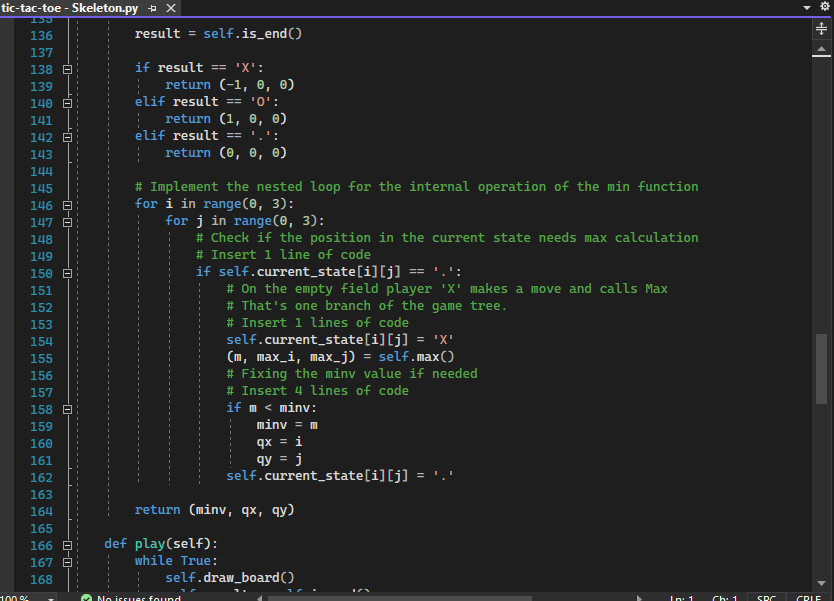 tic-tac-toe - Skeleton.py
135
136 result = self.is_end()
137
138 if result == 'X':
139 return (-1, 0, 0)
140 elif result == 'O':
141 return (1, 0, 0)
142 elif result == '.':
143 return (0, 0, 0)
144
145 # Implement the nested loop for the internal operation of the min function
146 for i in range(0, 3):
147 for j in range(0, 3):
148 # Check if the position in the current state needs max calculation
149 # Insert 1 line of code
150 if self.current_state[i][j] == '.':
151 # On the empty field player 'X' makes a move and calls Max
152 # That's one branch of the game tree.
153 # Insert 1 lines of code
154 self.current_state[i][j] = 'X'
155 (m, max_i, max_j) = self.max()
156 # Fixing the minv value if needed
157 # Insert 4 lines of code
158 if m < minv:
159 minv = m
160 qx = i
161 qy = j
162 self.current_state[i][j] = '.'
163
164 return (minv, qx, qy)
165
166 def play(self):
167 while True:
168 self.draw_board()
100 % No issues found Ln: 1 Ch: 1 SPC CRLF